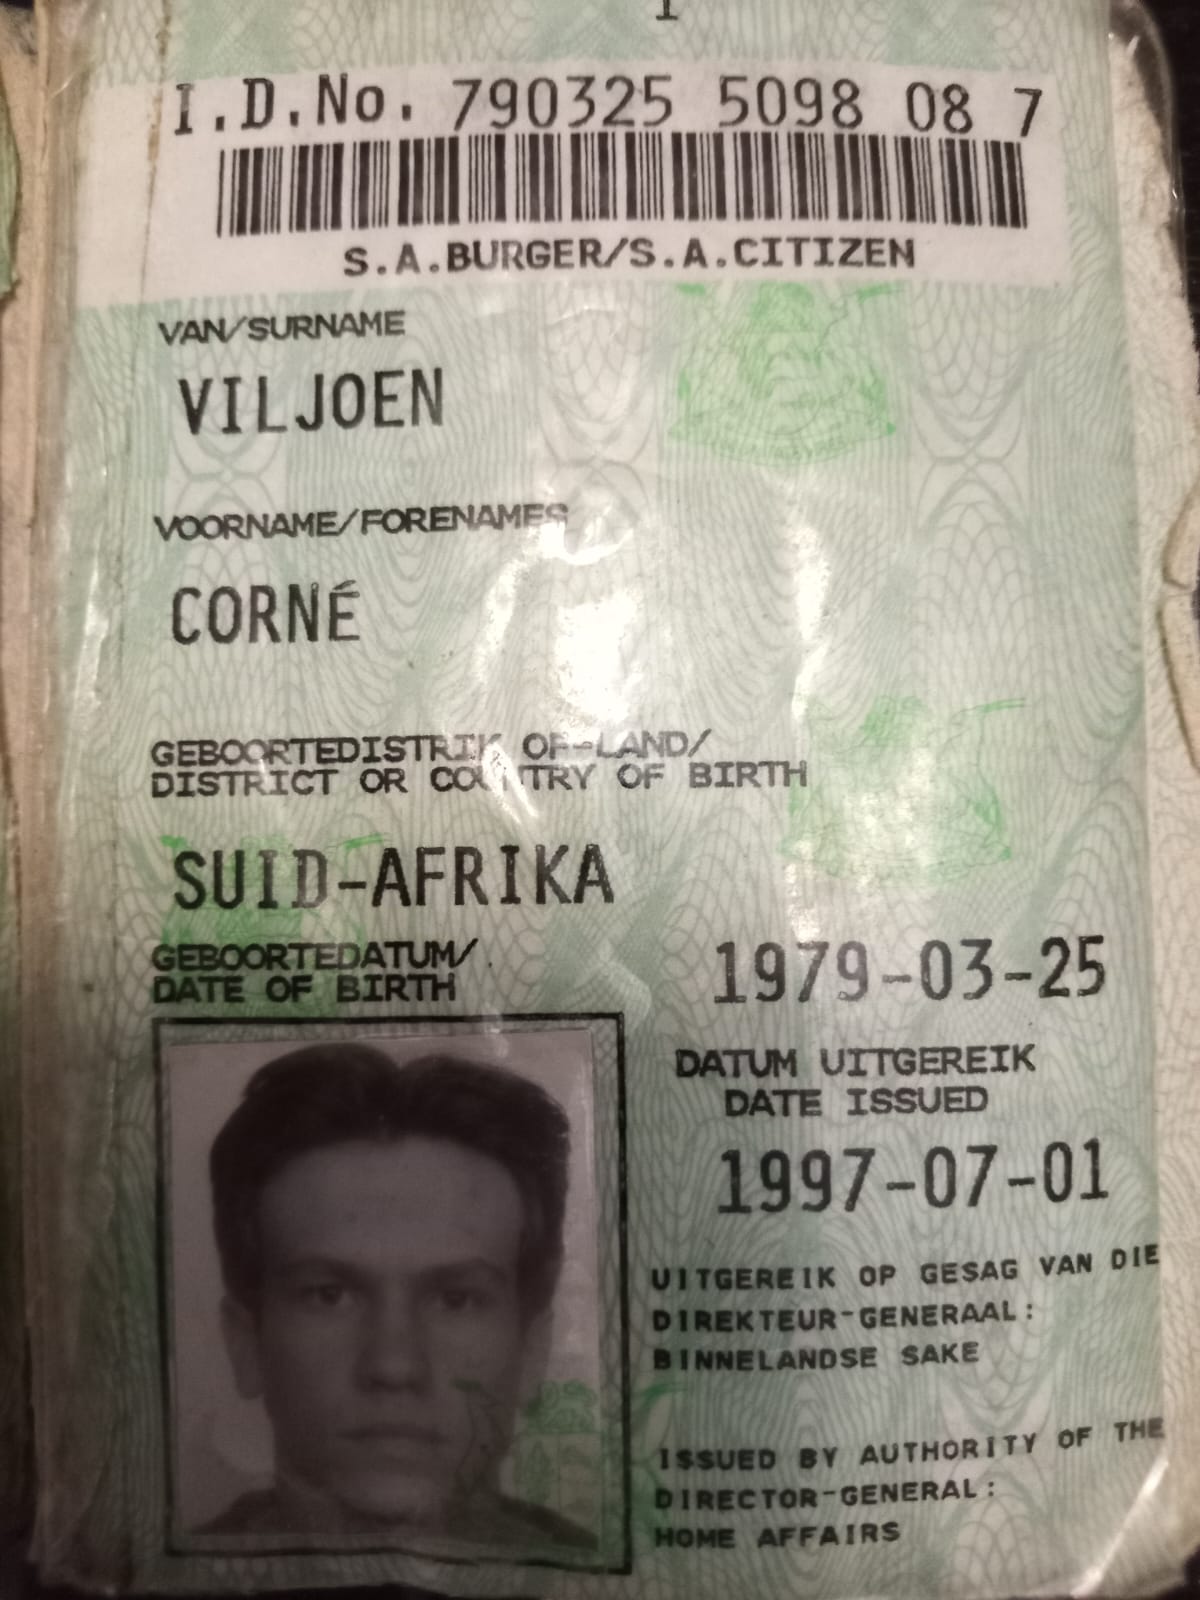 1
I.D.No. 790325 5098 08 7
S.A.BURGER/S.A.CITIZEN
VAN/SURNAME
VILJOEN
VOORNAME/FORENAMES
CORNÉ
GEBOORTEDISTRIK OF-LAND/
DISTRICT OR COUNTRY OF BIRTH
SUID-AFRIKA
GEBOORTEDATUM/
DATE OF BIRTH
1979-03-25
DATUM UITGEREIK
DATE ISSUED
1997-07-01
UITGEREIK OP GESAG VAN DIE
DIREKTEUR-GENERAAL:
BINNELANDSE SAKE
ISSUED BY AUTHORITY OF THE
DIRECTOR-GENERAL:
HOME AFFAIRS